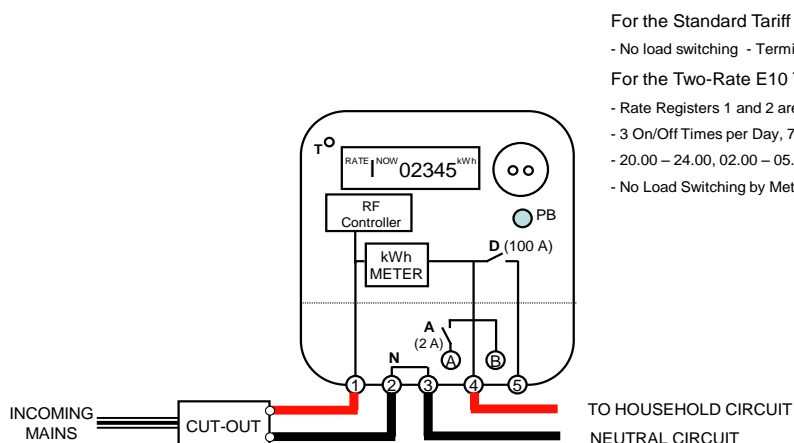 For the Standard Tariff
- No load switching - Termi
For the Two-Rate E10
- Rate Registers 1 and 2 are
- 3 On/Off Times per Day, 7
- 20.00 – 24.00, 02.00 – 05.
- No Load Switching by Met
T
RATE I NOW 02345 kWh
RF
Controller
PB
kWh
METER
D (100 A)
A
(2 A)
A B
N
1 2 3 4 5
INCOMING
MAINS
CUT-OUT
TO HOUSEHOLD CIRCUIT
NEUTRAL CIRCUIT